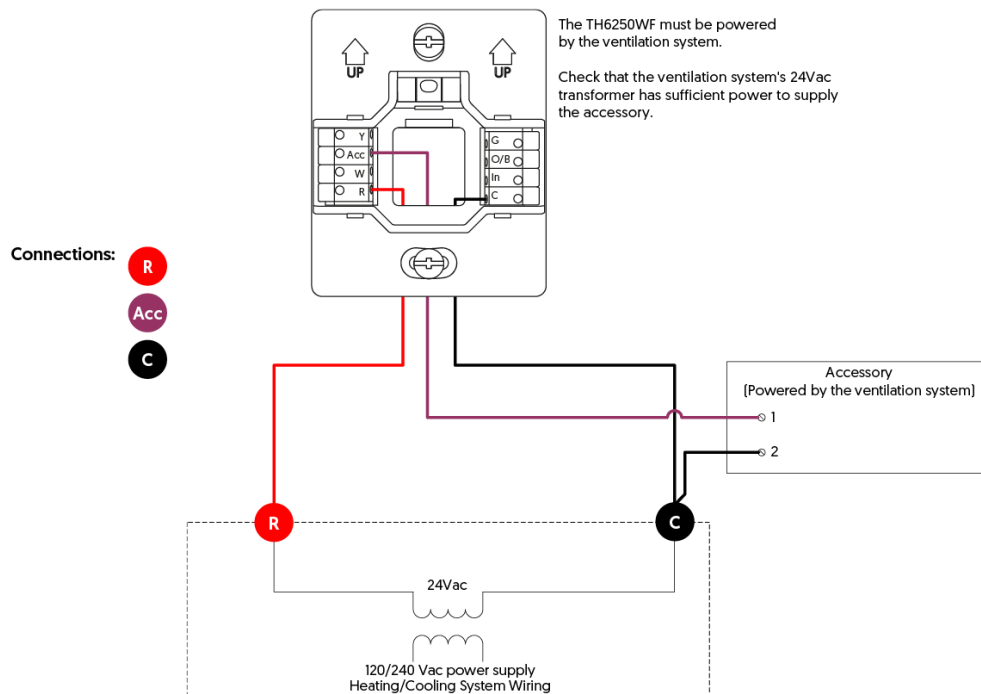 The TH6250WF must be powered
by the ventilation system.
Check that the ventilation system's 24Vac
transformer has sufficient power to supply
the accessory.
UP
UP
Y
Acc
W
R
G
O/B
In
C
Connections:
R
Acc
C
Accessory
(Powered by the ventilation system)
1
2
R
C
24Vac
120/240 Vac power supply
Heating/Cooling System Wiring